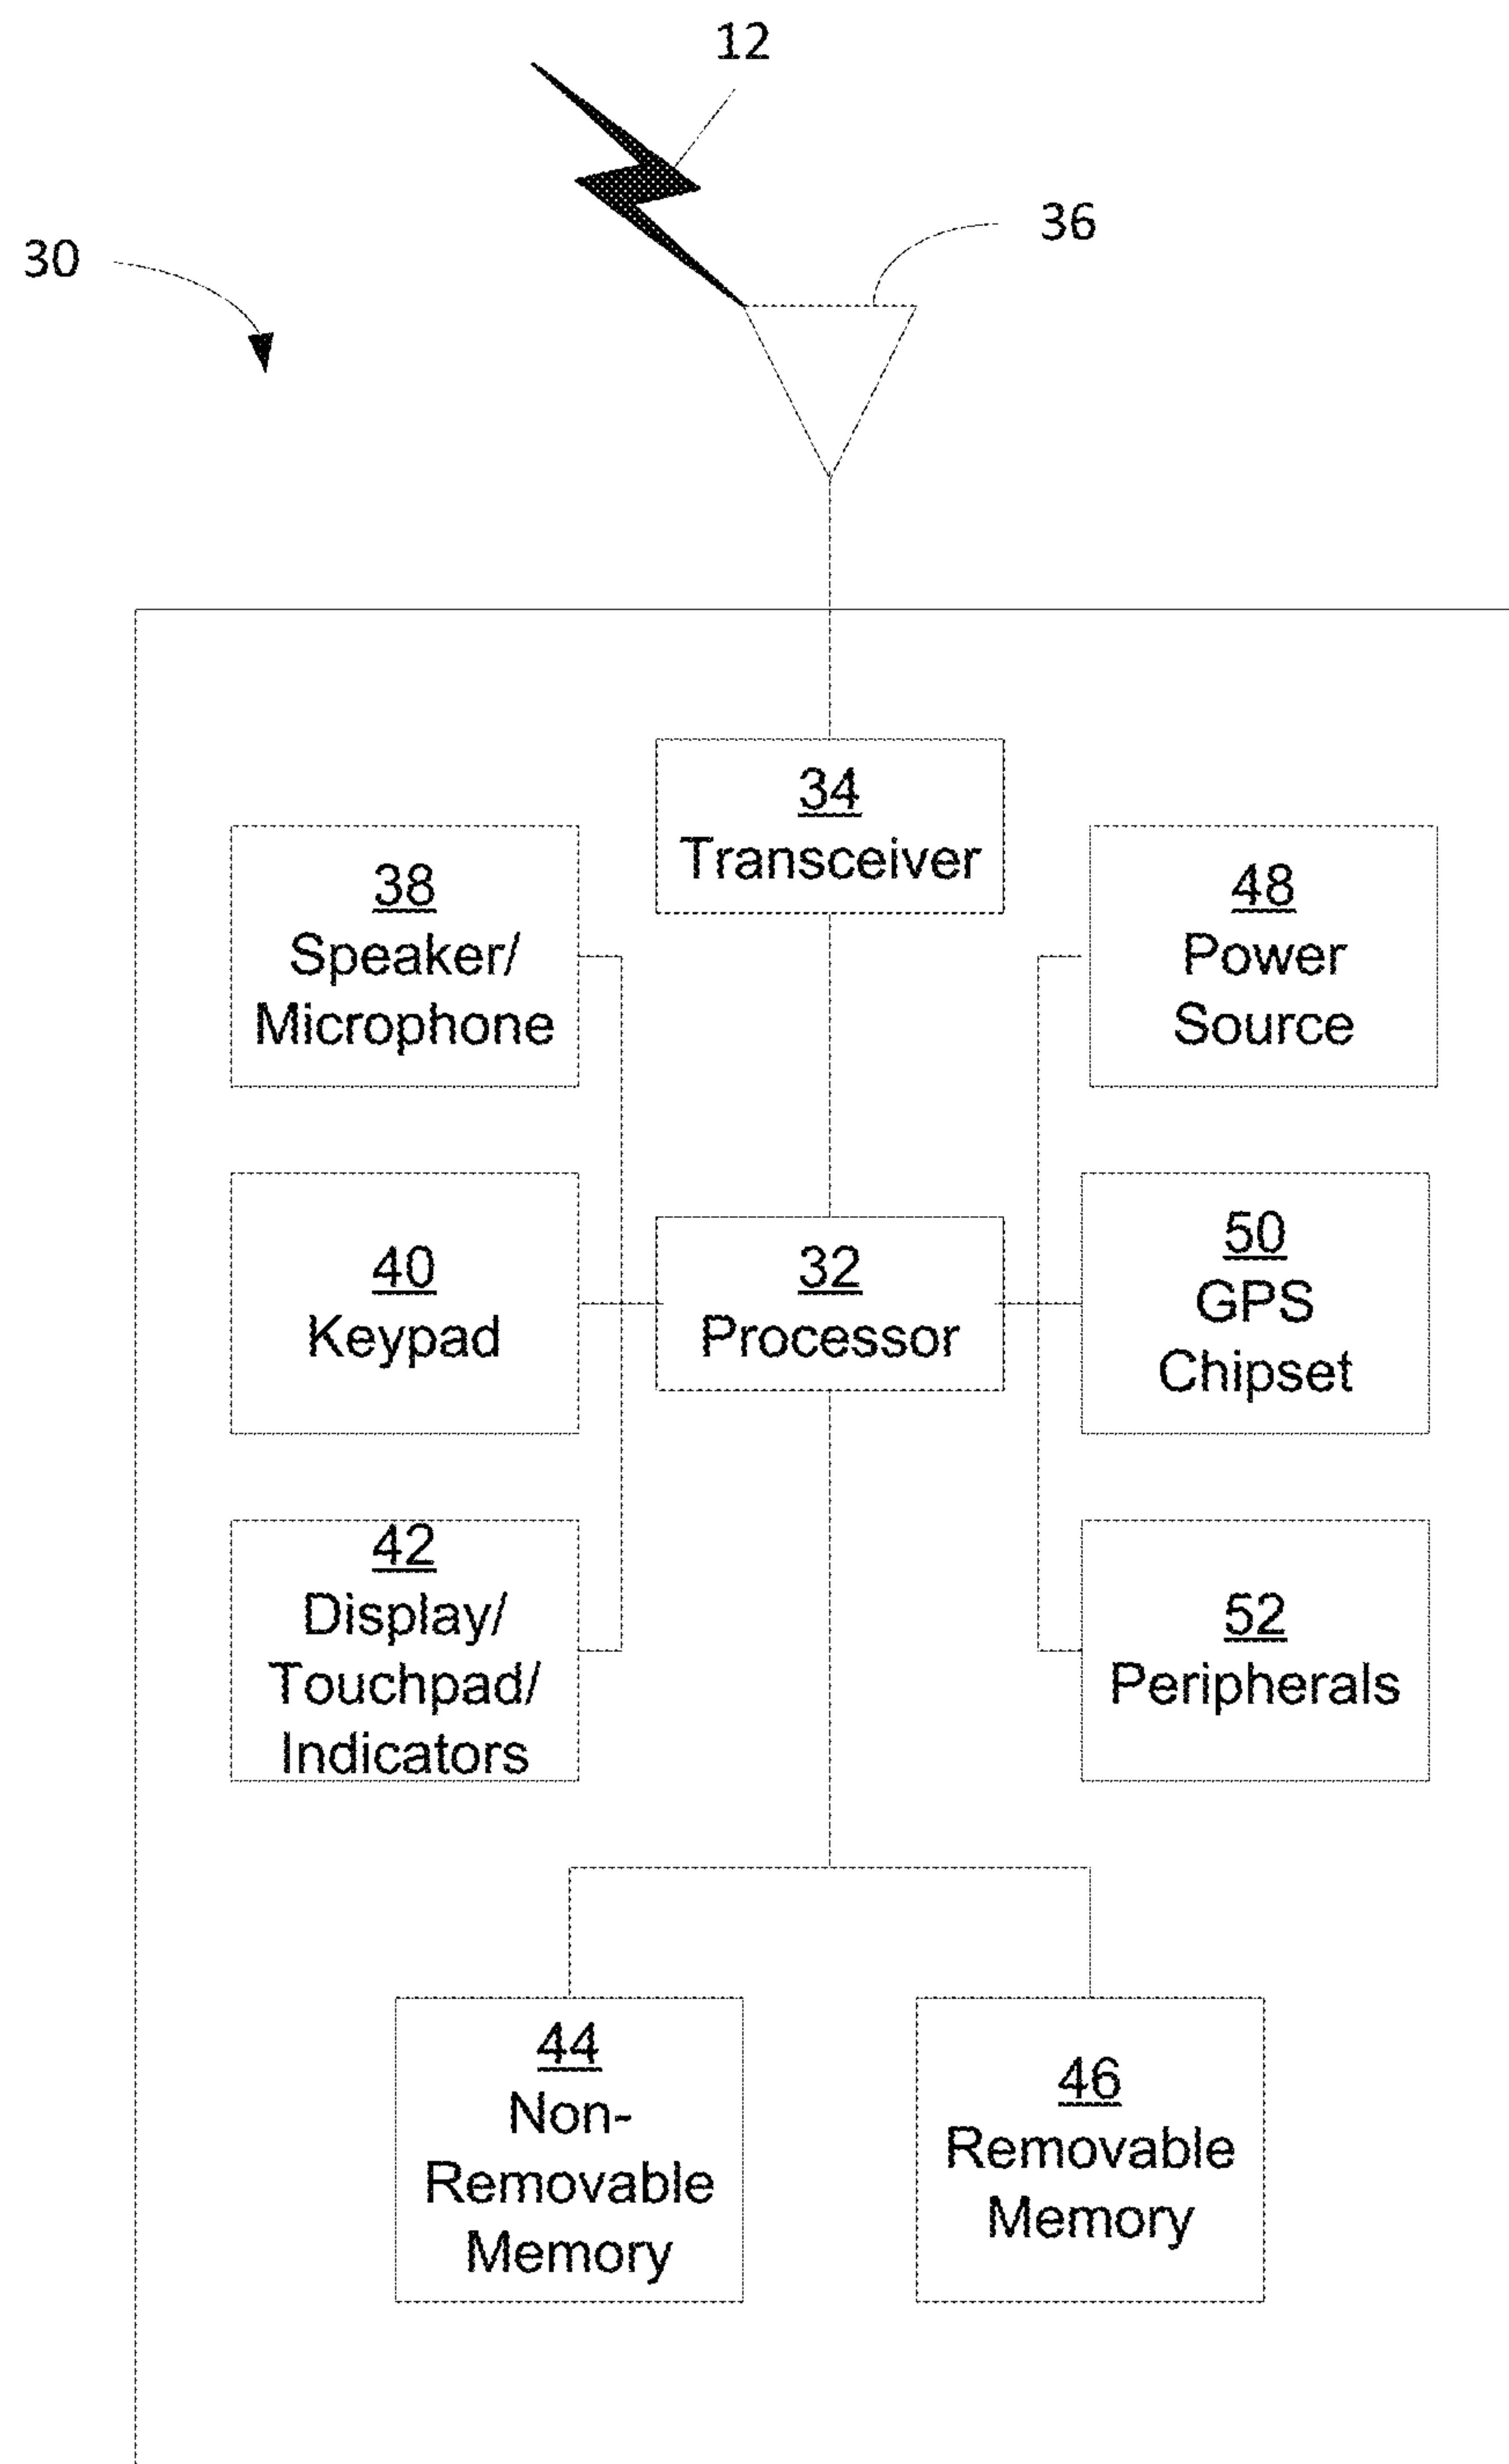 12
36
30
34
Transceiver
38
Speaker/
Microphone
48
Power
Source
40
Keypad
32
Processor
50
GPS
Chipset
42
Display/
Touchpad/
Indicators
52
Peripherals
44
Non-
Removable
Memory
46
Removable
Memory